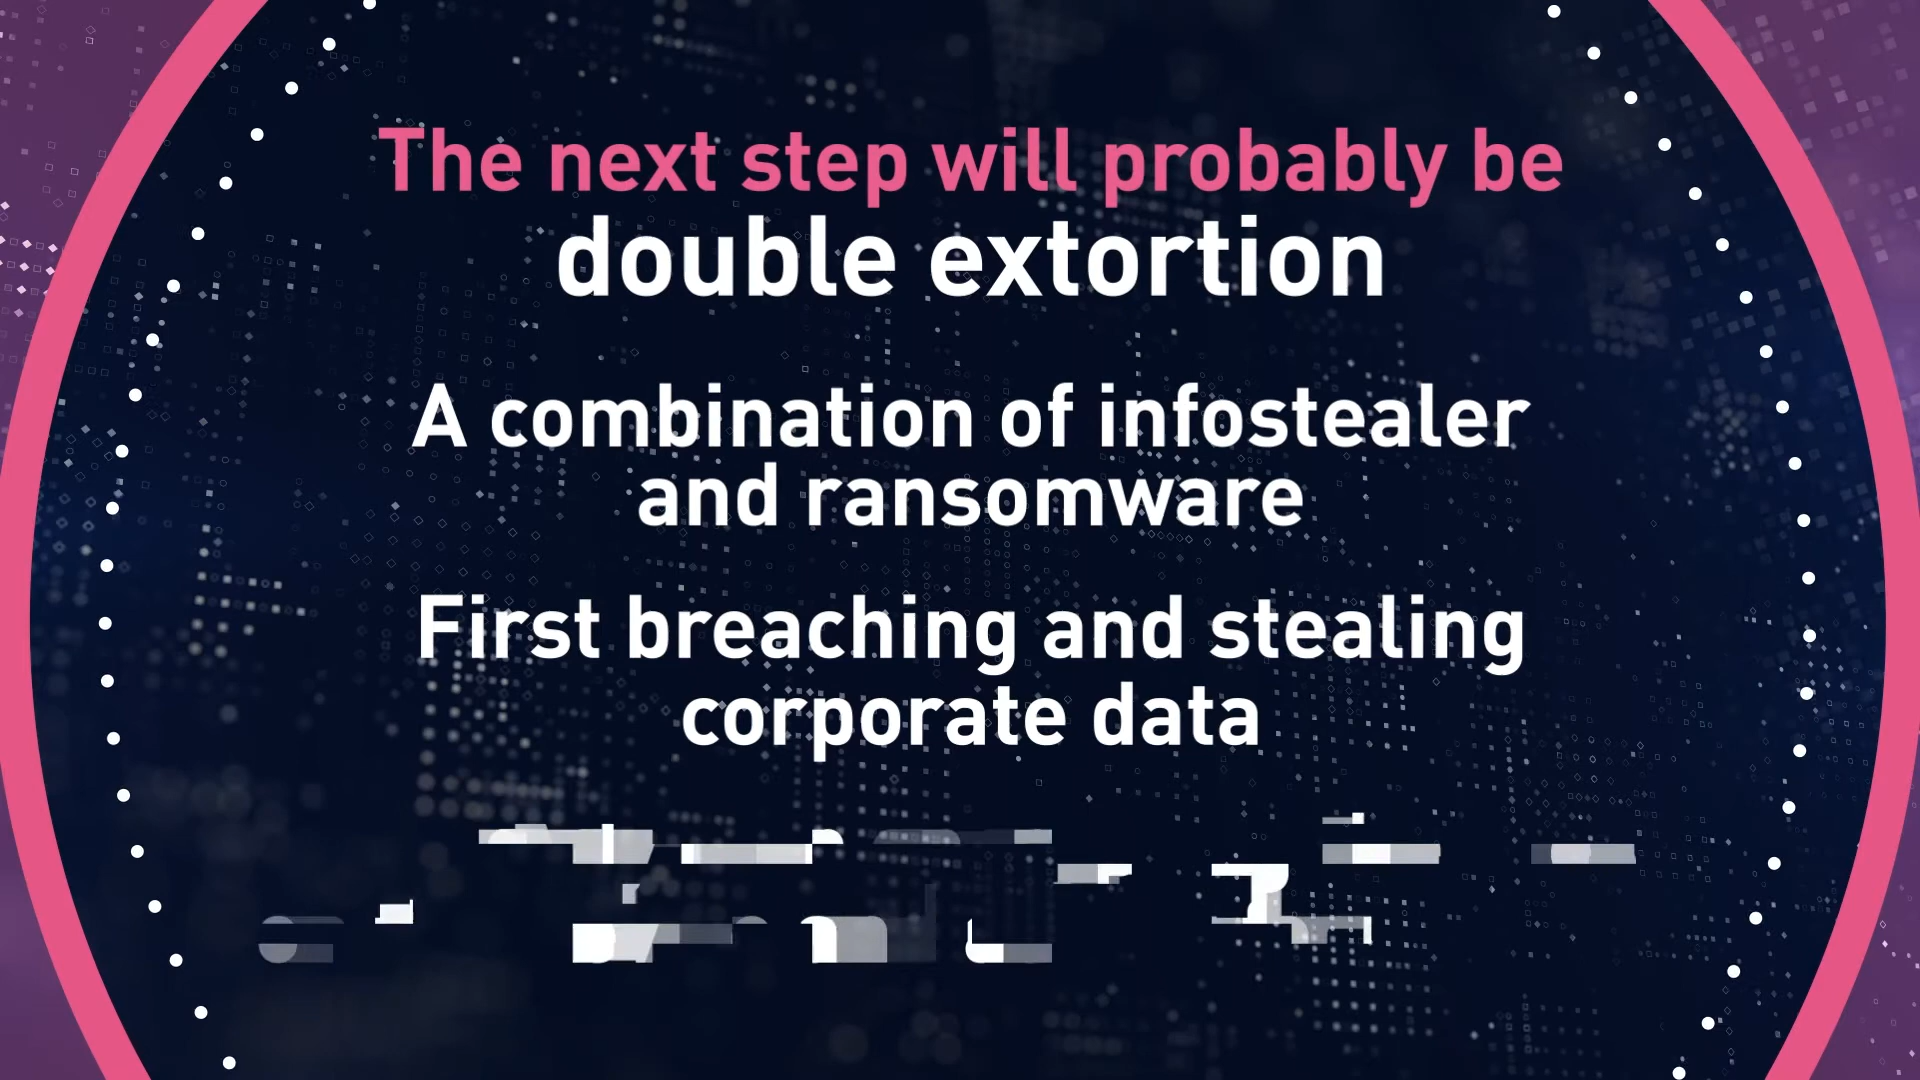 The next step will probably be
double extortion
A combination of infostealer
and ransomware
First breaching and stealing
corporate data